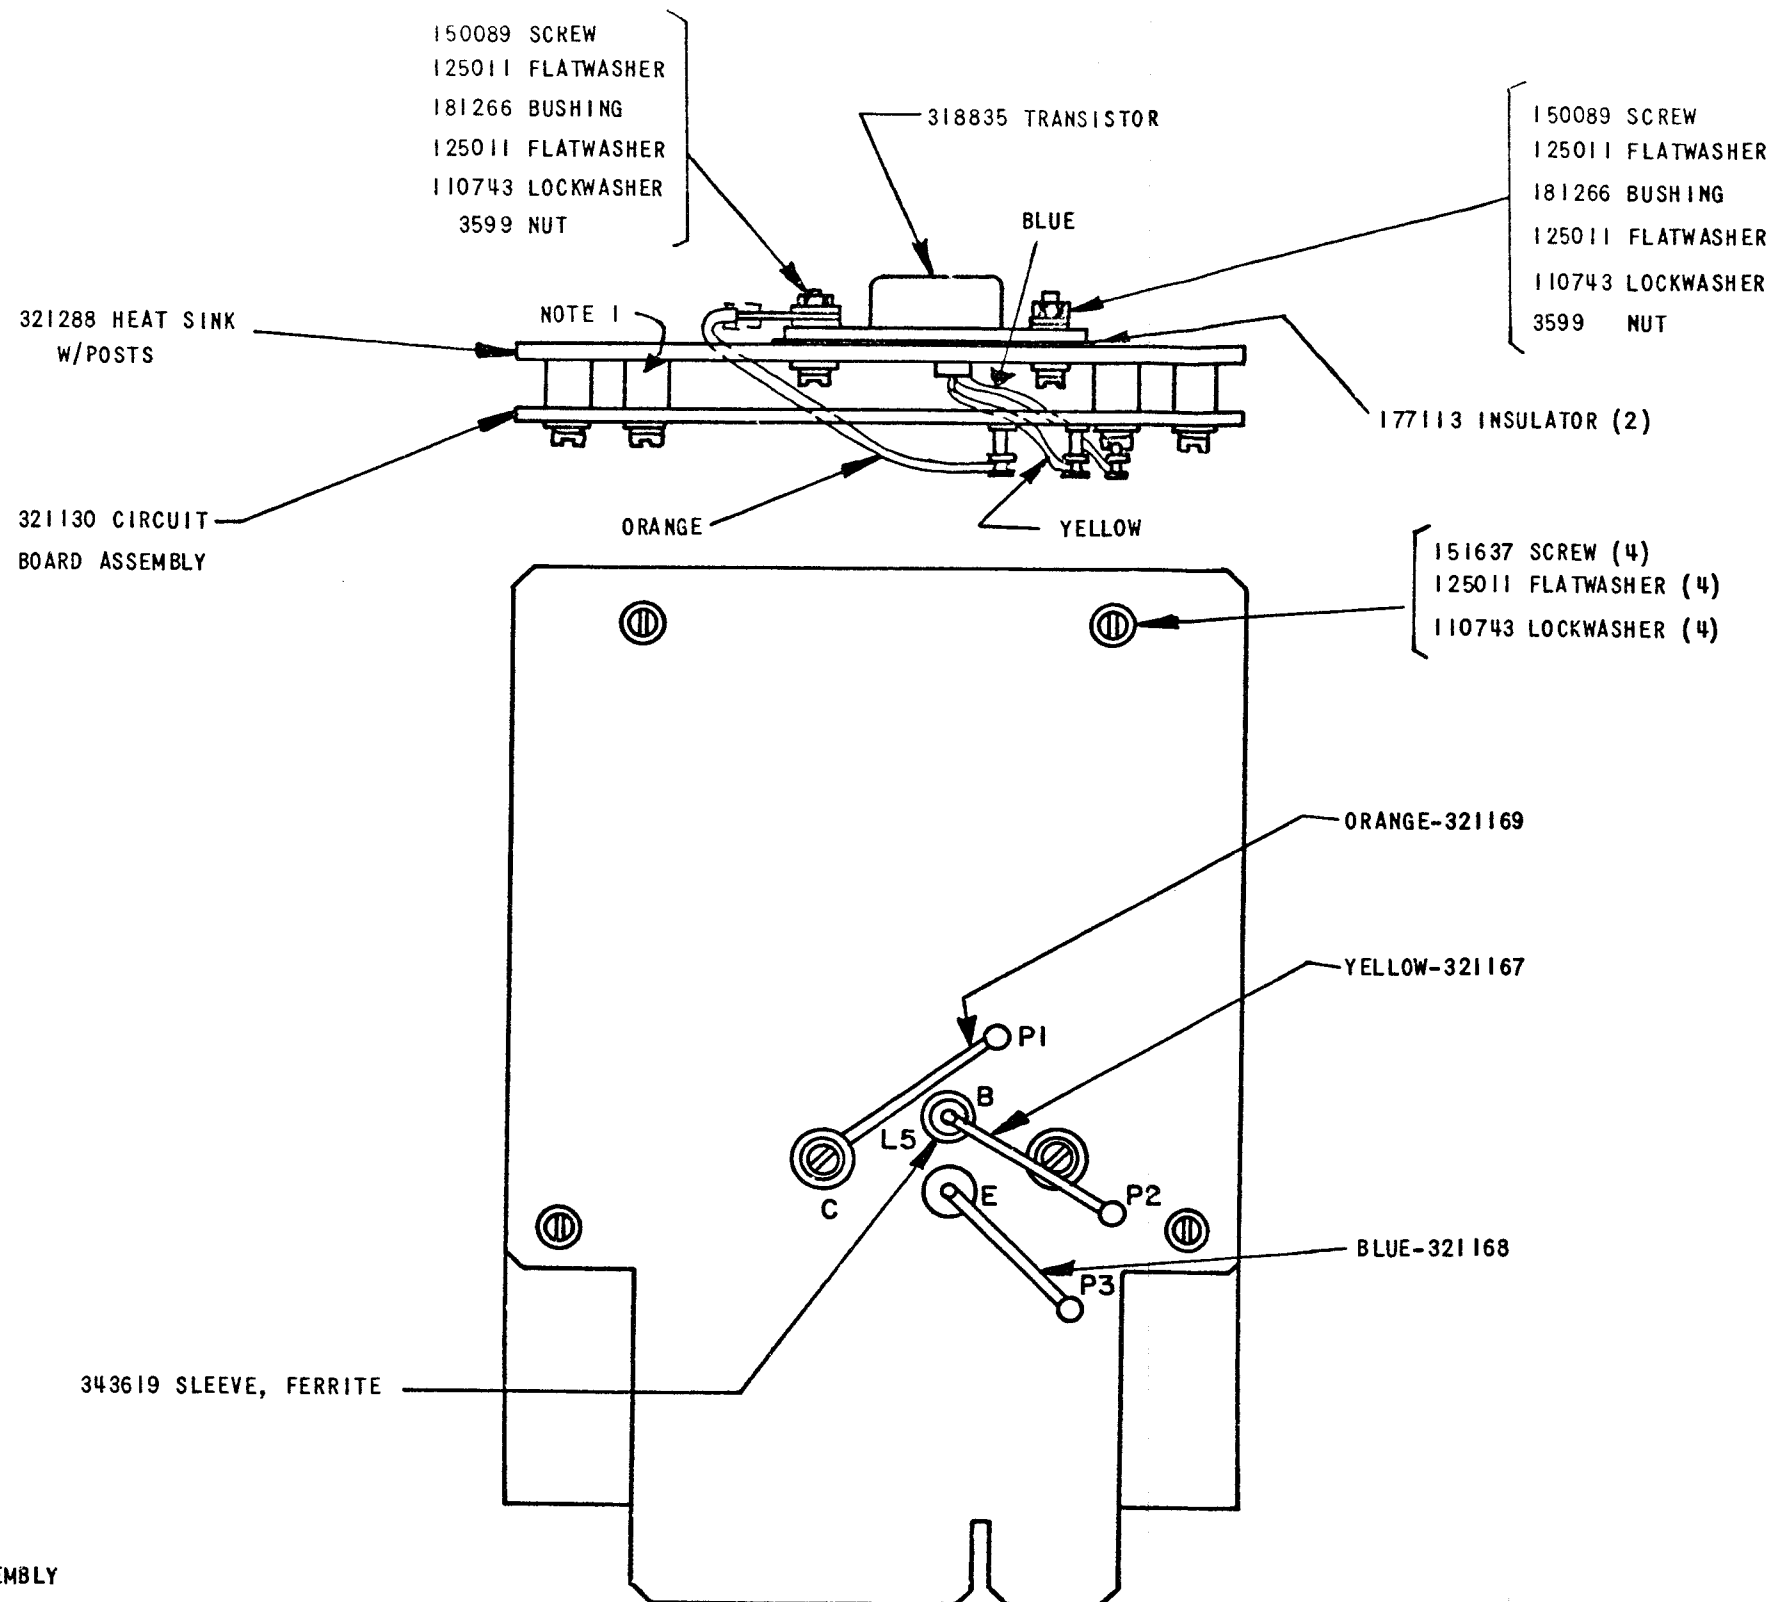 150089 SCREW
125011 FLATWASHER
181266 BUSHING
125011 FLATWASHER
110743 LOCKWASHER
3599 NUT
318835 TRANSISTOR
150089 SCREW
125011 FLATWASHER
181266 BUSHING
125011 FLATWASHER
110743 LOCKWASHER
3599 NUT
BLUE
321288 HEAT SINK
W/POSTS
NOTE 1
177113 INSULATOR (2)
321130 CIRCUIT
BOARD ASSEMBLY
ORANGE
YELLOW
151637 SCREW (4)
125011 FLATWASHER (4)
110743 LOCKWASHER (4)
ORANGE-321169
YELLOW-321167
P1
B
L5
C
E
P2
BLUE-321168
P3
343619 SLEEVE, FERRITE
EMBLY